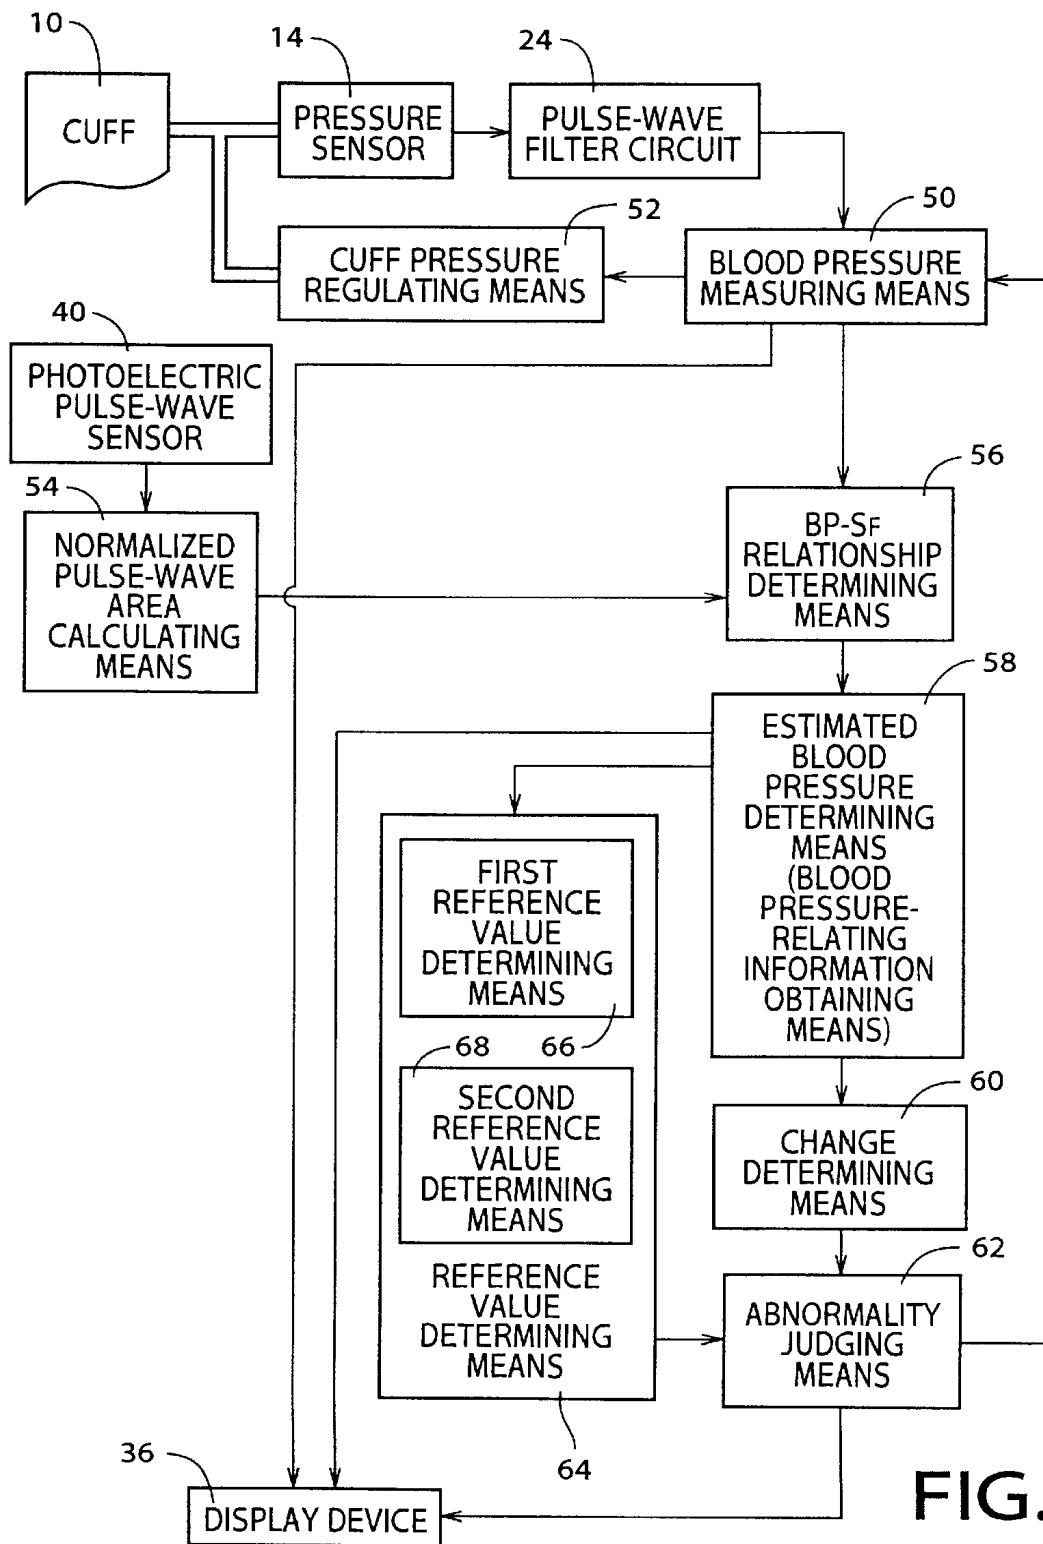 10
14
24
CUFF
PRESSURE
SENSOR
PULSE-WAVE
FILTER CIRCUIT
52
50
CUFF PRESSURE
REGULATING MEANS
BLOOD PRESSURE
MEASURING MEANS
40
PHOTOELECTRIC
PULSE-WAVE
SENSOR
54
NORMALIZED
PULSE-WAVE
AREA
CALCULATING
MEANS
56
BP-SF
RELATIONSHIP
DETERMINING
MEANS
58
ESTIMATED
BLOOD
PRESSURE
DETERMINING
MEANS
(BLOOD
PRESSURE-
RELATING
INFORMATION
OBTAINING
MEANS)
FIRST
REFERENCE
VALUE
DETERMINING
MEANS
66
68
SECOND
REFERENCE
VALUE
DETERMINING
MEANS
REFERENCE
VALUE
DETERMINING
MEANS
64
60
CHANGE
DETERMINING
MEANS
62
ABNORMALITY
JUDGING
MEANS
36
DISPLAY DEVICE
FIG.